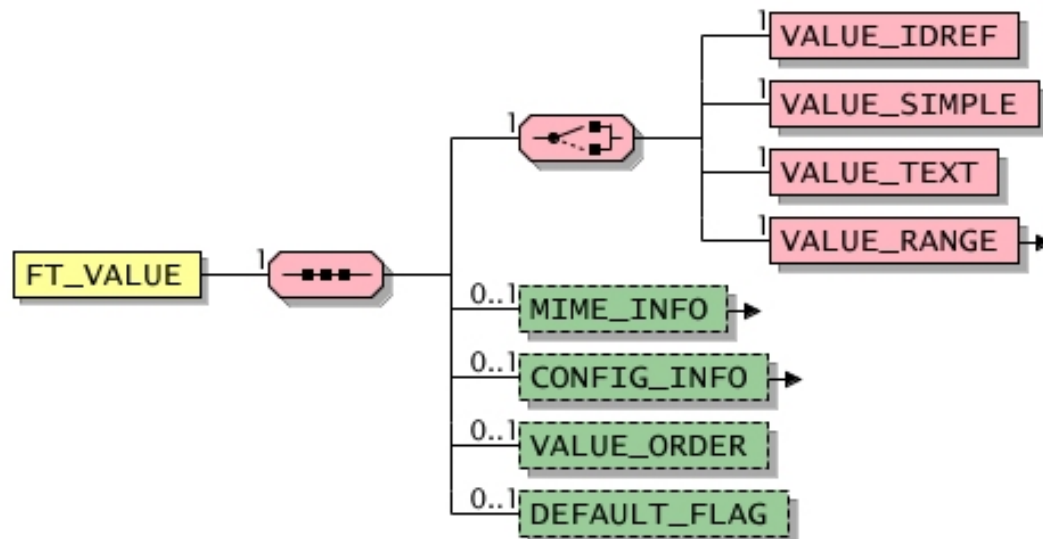 1 VALUE_IDREF
1 VALUE_SIMPLE
1
1 VALUE_TEXT
1 VALUE_RANGE
FT_VALUE 1
0..1 MIME_INFO
0..1 CONFIG_INFO
0..1 VALUE_ORDER
0..1 DEFAULT_FLAG